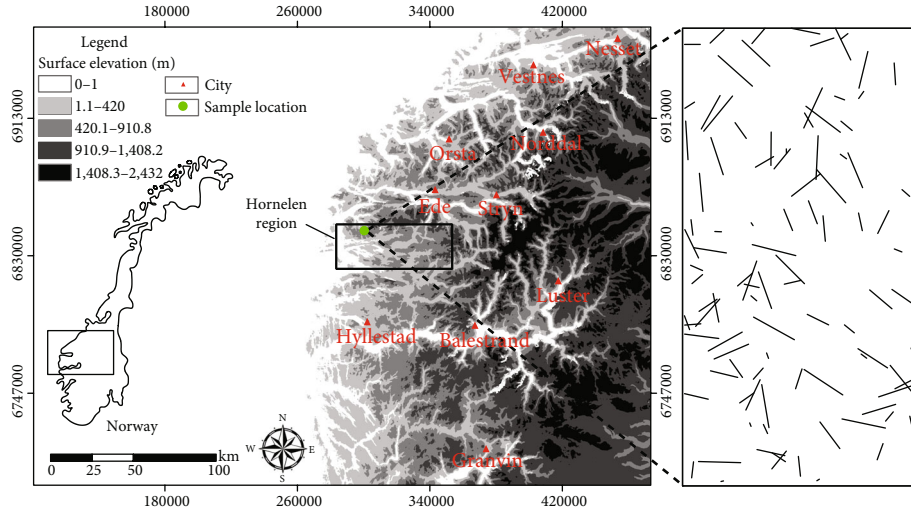 180000 260000 340000 420000
Legend
Surface elevation (m)
0–1
1.1–420
420.1–910.8
910.9–1,408.2
1,408.3–2,432
City
Sample location
Nesset
Vestnes
6913000
6913000
Norddal
Orsta
Ede
Stryn
Hornelen
region
6830000
6830000
Luster
Hyllestad
Balestrand
6747000
6747000
Norway
Granvin
N
W
E
S
0 25 50 100
km
180000 260000 340000 420000